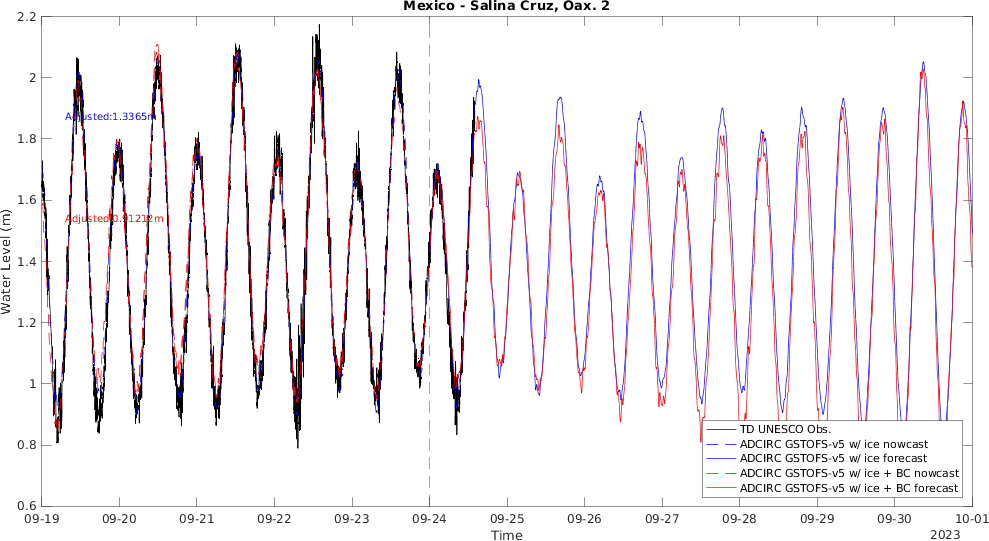 Mexico - Salina Cruz, Oax. 2
2.2
2
1.8
1.6
1.4
1.2
1
0.8
0.6
Water Level (m)
Adjusted:1.3365m
Adjusted:0.91212m
TD UNESCO Obs.
ADCIRC GSTOFS-v5 w/ ice nowcast
ADCIRC GSTOFS-v5 w/ ice forecast
ADCIRC GSTOFS-v5 w/ ice + BC nowcast
ADCIRC GSTOFS-v5 w/ ice + BC forecast
09-19 09-20 09-21 09-22 09-23 09-24 09-25 09-26 09-27 09-28 09-29 09-30 10-01
Time
2023